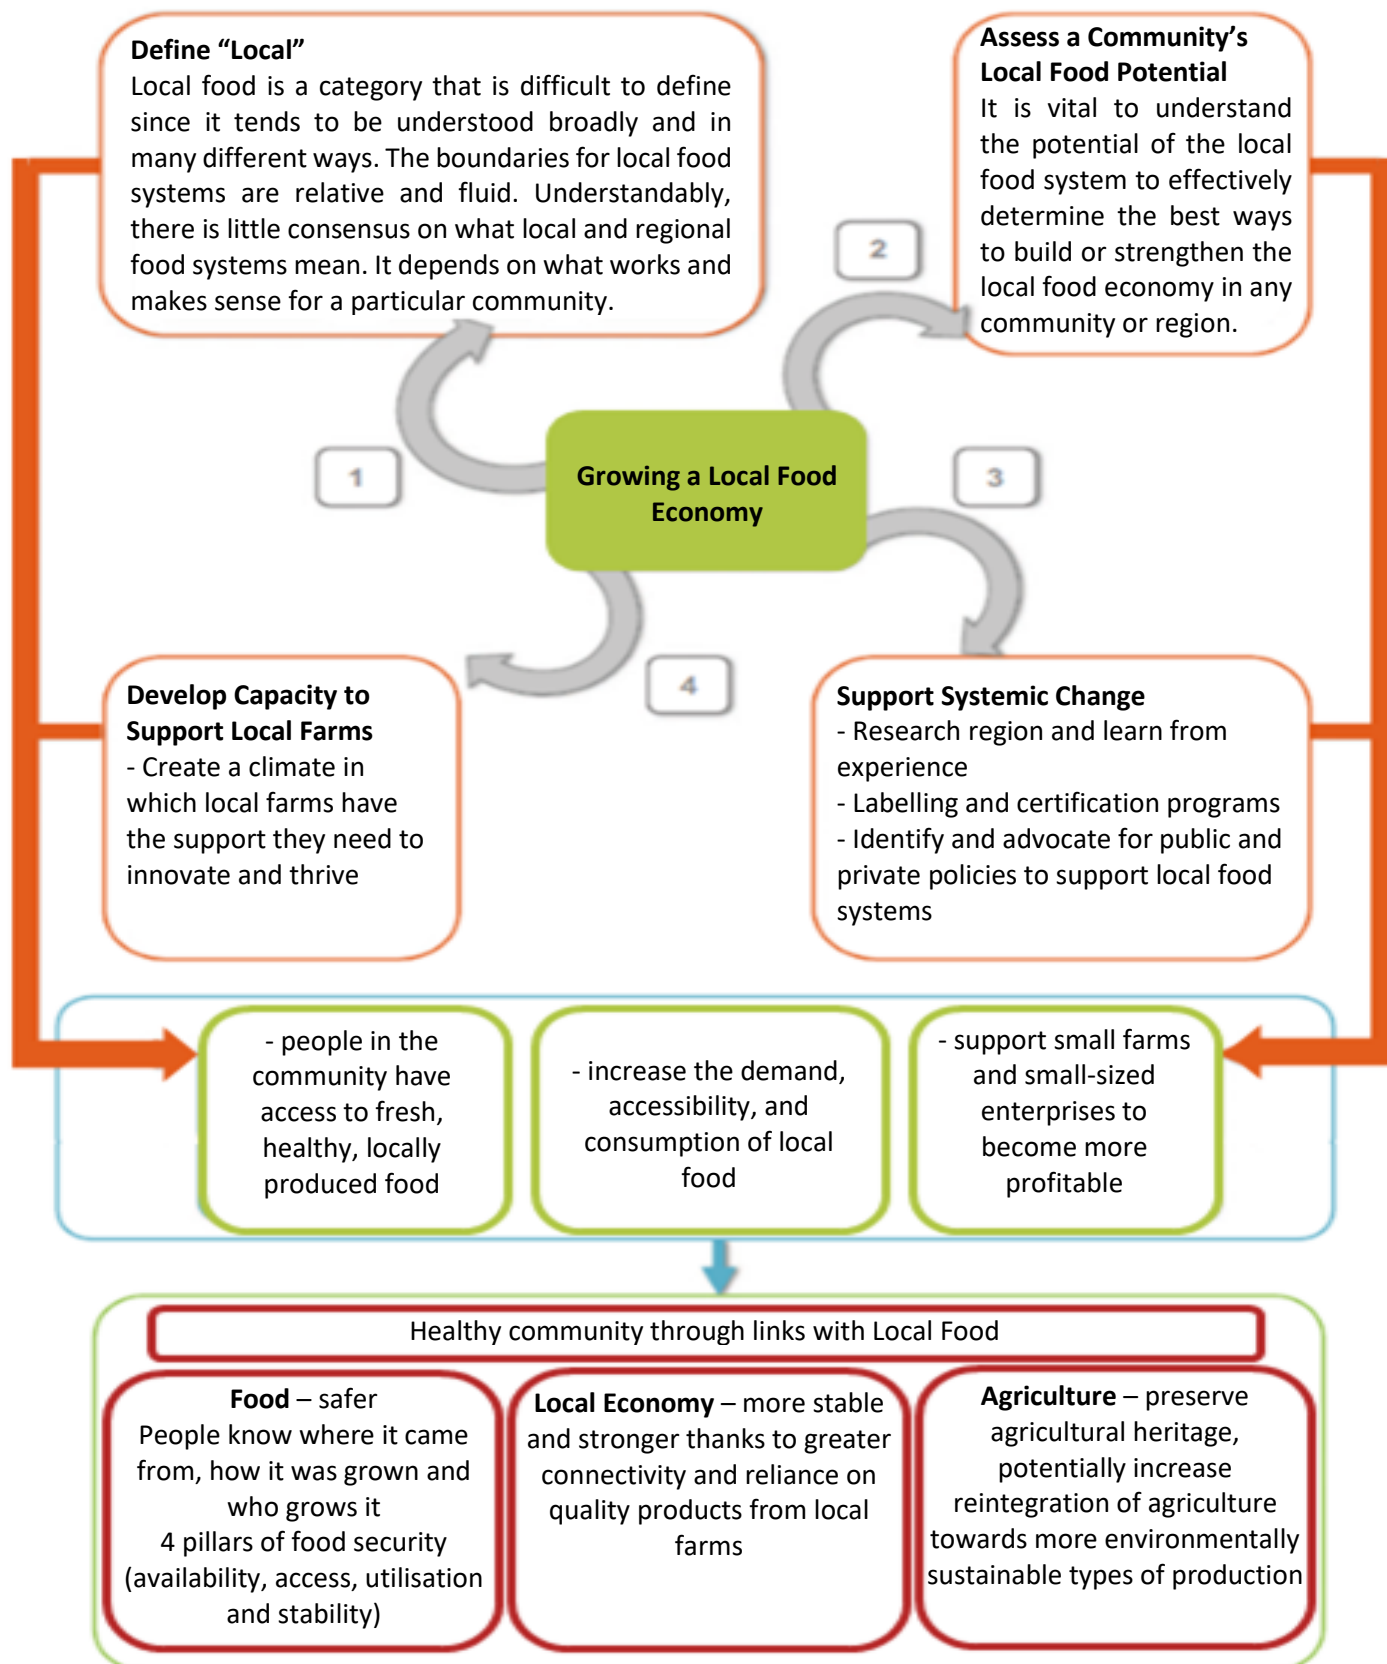 Define “Local”
Local food is a category that is difficult to define
since it tends to be understood broadly and in
many different ways. The boundaries for local food
systems are relative and fluid. Understandably,
there is little consensus on what local and regional
food systems mean. It depends on what works and
makes sense for a particular community.
Assess a Community’s
Local Food Potential
It is vital to understand
the potential of the local
food system to effectively
determine the best ways
to build or strengthen the
local food economy in any
community or region.
2
1
Growing a Local Food
Economy
3
4
Develop Capacity to
Support Local Farms
- Create a climate in
which local farms have
the support they need to
innovate and thrive
Support Systemic Change
- Research region and learn from
experience
- Labelling and certification programs
- Identify and advocate for public and
private policies to support local food
systems
- people in the
community have
access to fresh,
healthy, locally
produced food
- increase the demand,
accessibility, and
consumption of local
food
- support small farms
and small-sized
enterprises to
become more
profitable
Healthy community through links with Local Food
Food – safer
People know where it came
from, how it was grown and
who grows it
4 pillars of food security
(availability, access, utilisation
and stability)
Local Economy – more stable
and stronger thanks to greater
connectivity and reliance on
quality products from local
farms
Agriculture – preserve
agricultural heritage,
potentially increase
reintegration of agriculture
towards more environmentally
sustainable types of production